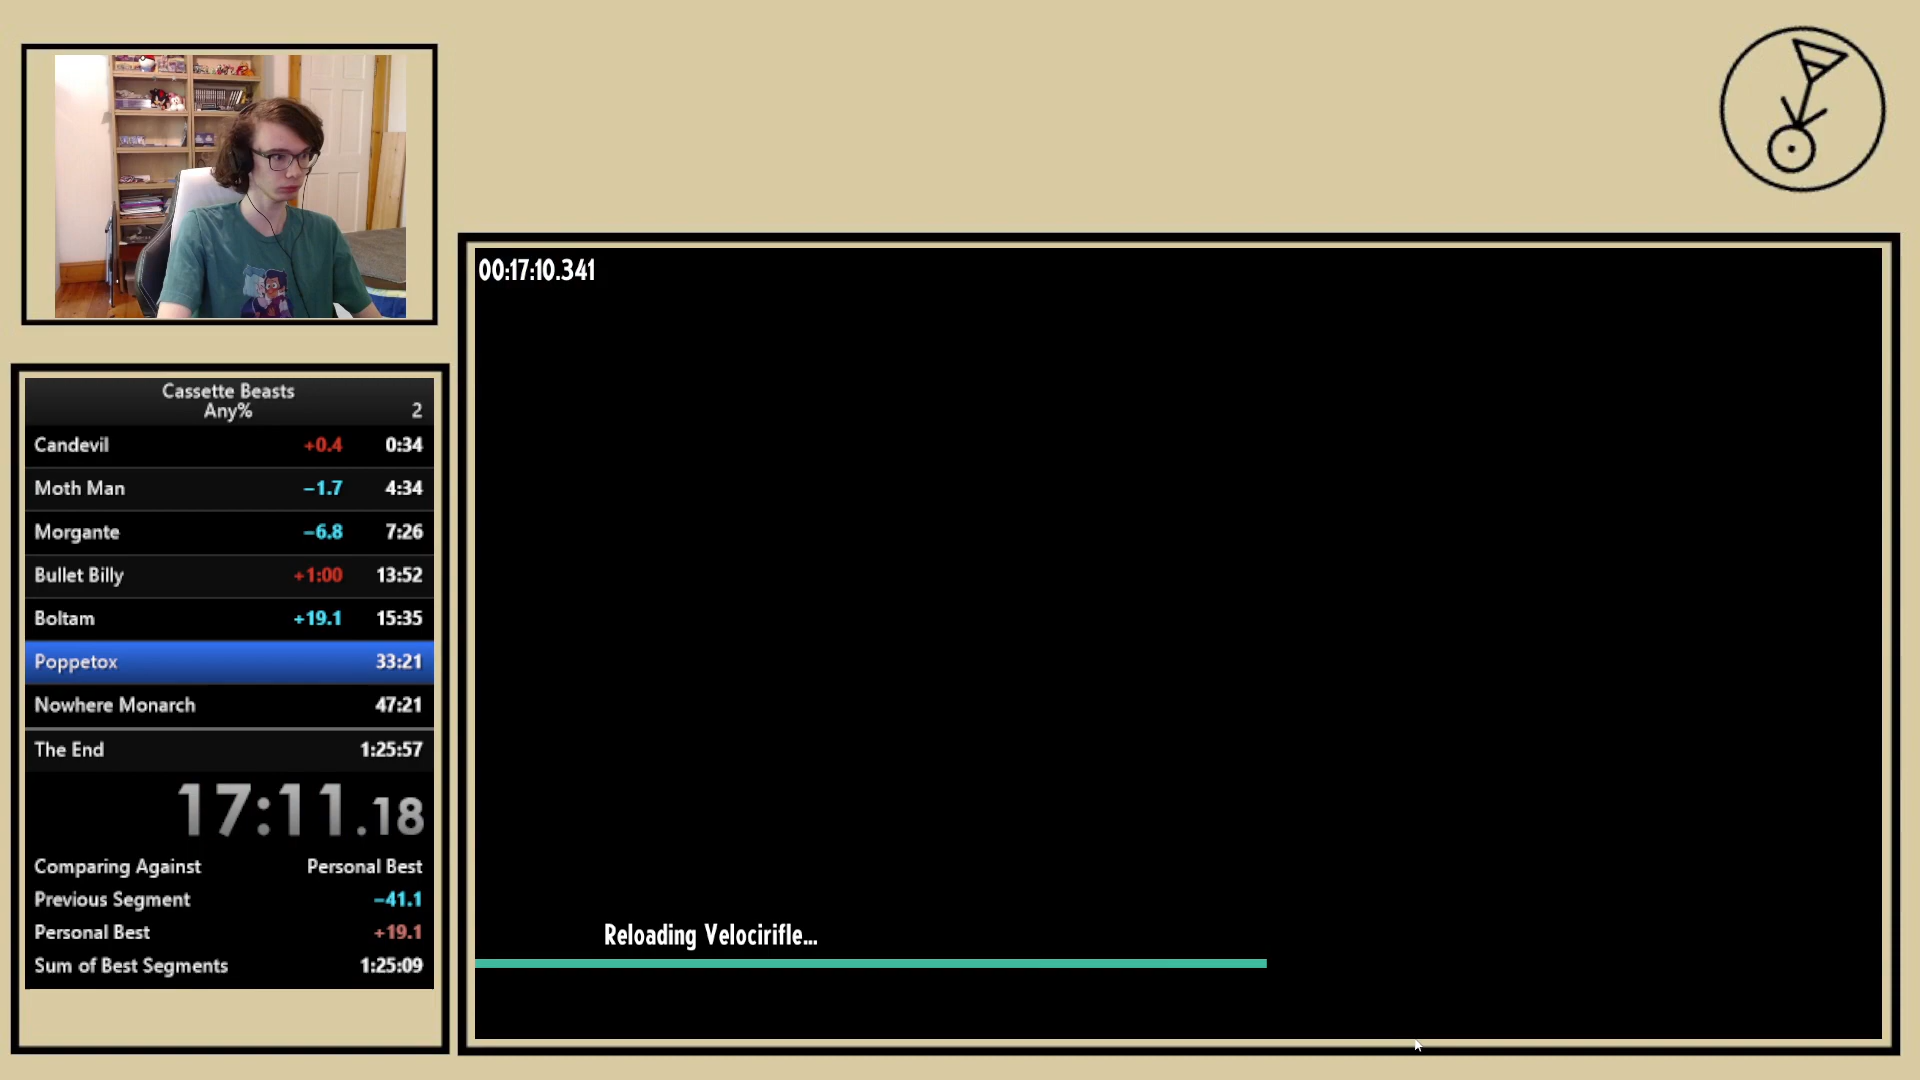 00:17:10.341
Cassette Beasts
Any% 2
Candevil +0.4 0:34
Moth Man −1.7 4:34
Morgante −6.8 7:26
Bullet Billy +1:00 13:52
Boltam +19.1 15:35
Poppetox 33:21
Nowhere Monarch 47:21
The End 1:25:57
17:11.18
Comparing Against Personal Best
Previous Segment −41.1
Personal Best +19.1
Sum of Best Segments 1:25:09
Reloading Velocirifle...